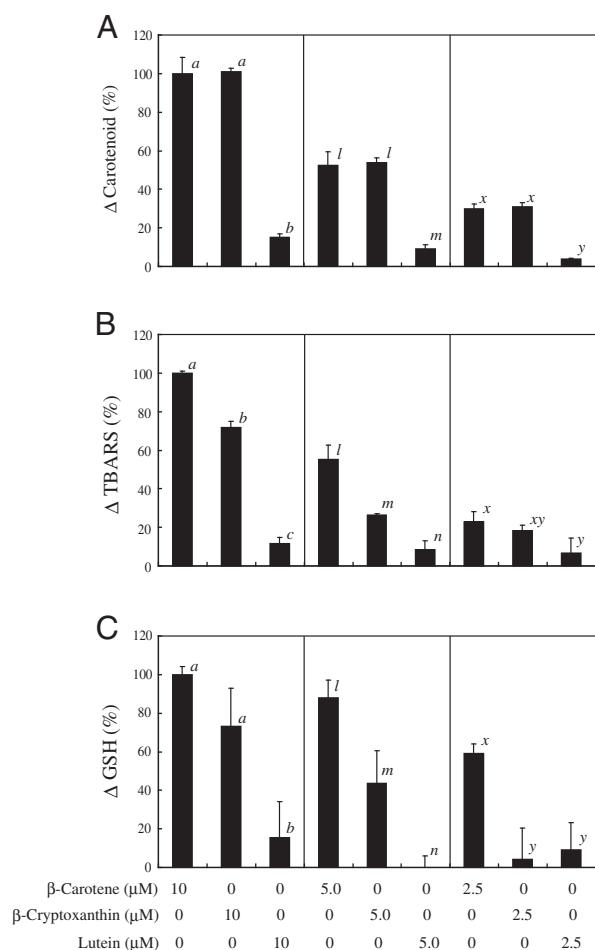 A
120
100
80
60
40
20
0
Δ Carotenoid (%)
a
a
b
l
l
m
x
x
y
B
120
100
80
60
40
20
0
Δ TBARS (%)
a
b
c
l
m
n
x
xy
y
C
120
100
80
60
40
20
0
Δ GSH (%)
a
a
b
l
m
n
x
y
y
β-Carotene (μM) 10 0 0 5.0 0 0 2.5 0 0
β-Cryptoxanthin (μM) 0 10 0 0 5.0 0 0 2.5 0
Lutein (μM) 0 0 10 0 0 5.0 0 0 2.5